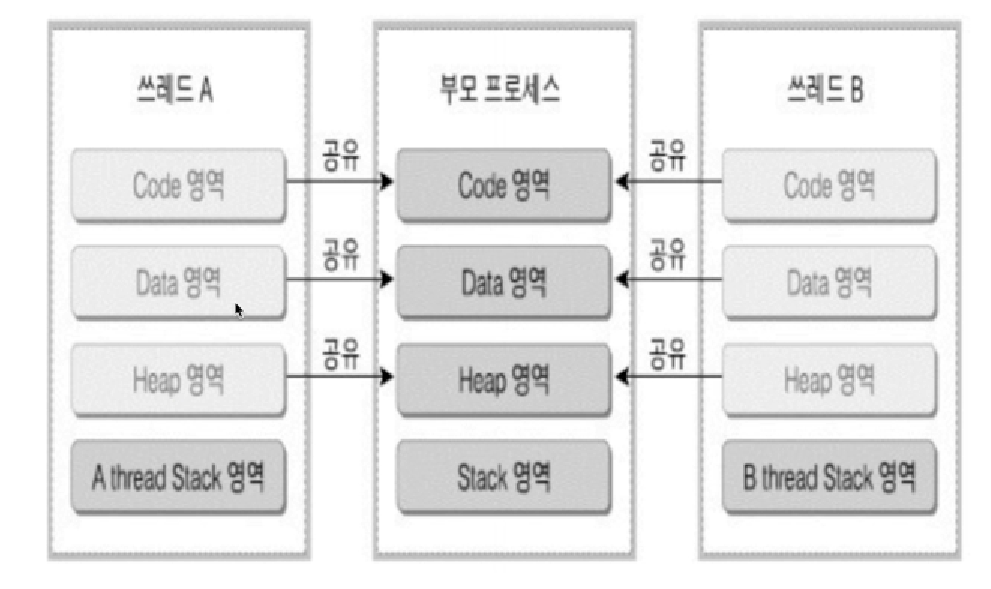 쓰레드 A
부모 프로세스
쓰레드 B
공유
공유
Code 영역
Code 영역
Code 영역
공유
공유
Data 영역
Data 영역
Data 영역
공유
공유
Heap 영역
Heap 영역
Heap 영역
A thread Stack 영역
Stack 영역
B thread Stack 영역